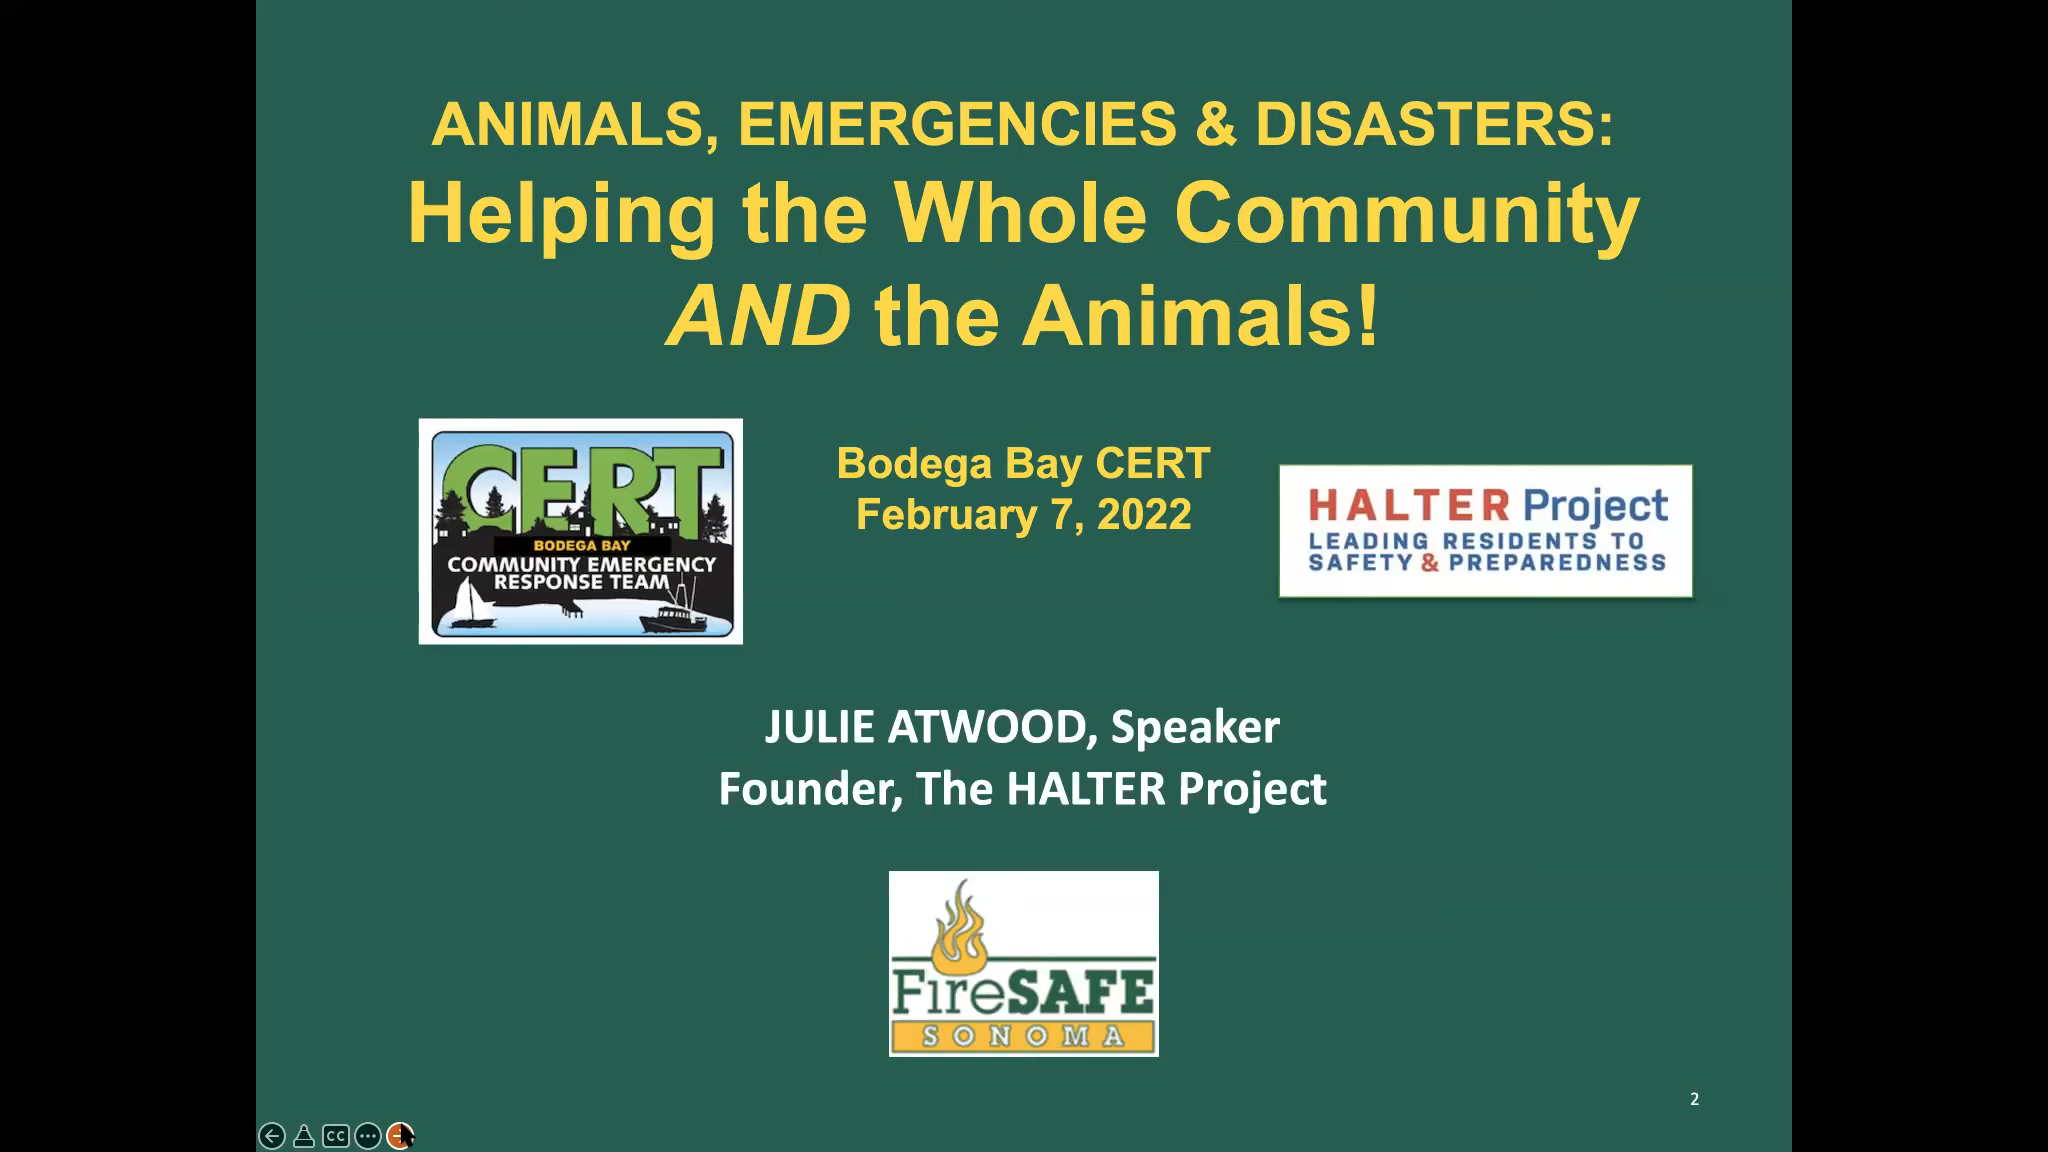 ANIMALS, EMERGENCIES & DISASTERS:
Helping the Whole Community
AND the Animals!
CERT
BODEGA BAY
COMMUNITY EMERGENCY
RESPONSE TEAM
Bodega Bay CERT
February 7, 2022
HALTER Project
LEADING RESIDENTS TO
SAFETY & PREPAREDNESS
JULIE ATWOOD, Speaker
Founder, The HALTER Project
FireSAFE
SONOMA
2
CC